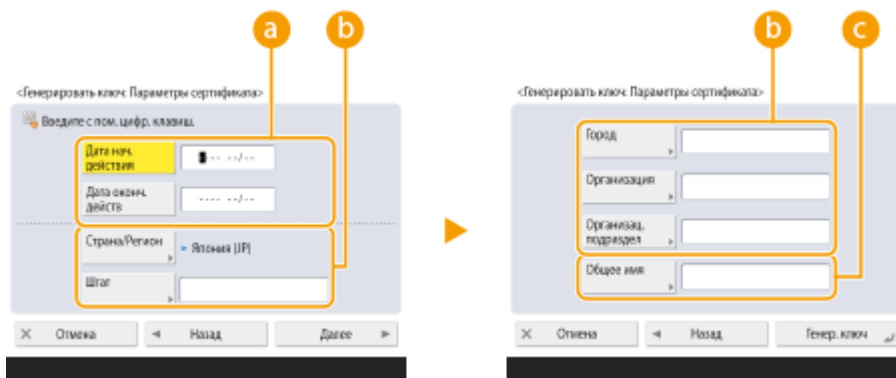 a
b
<Генерировать ключ: Параметры сертификата>
Введите с пом. цифр. клавиш.
Дата нач.
действия
---- --/--
Дата оконч.
действ
---- --/--
Страна/Регион
Япония (JP)
Штат
Отмена
Назад
Далее
b
c
<Генерировать ключ: Параметры сертификата>
Город
Организация
Организац.
подраздел
Общее имя
Отмена
Назад
Генер. ключ